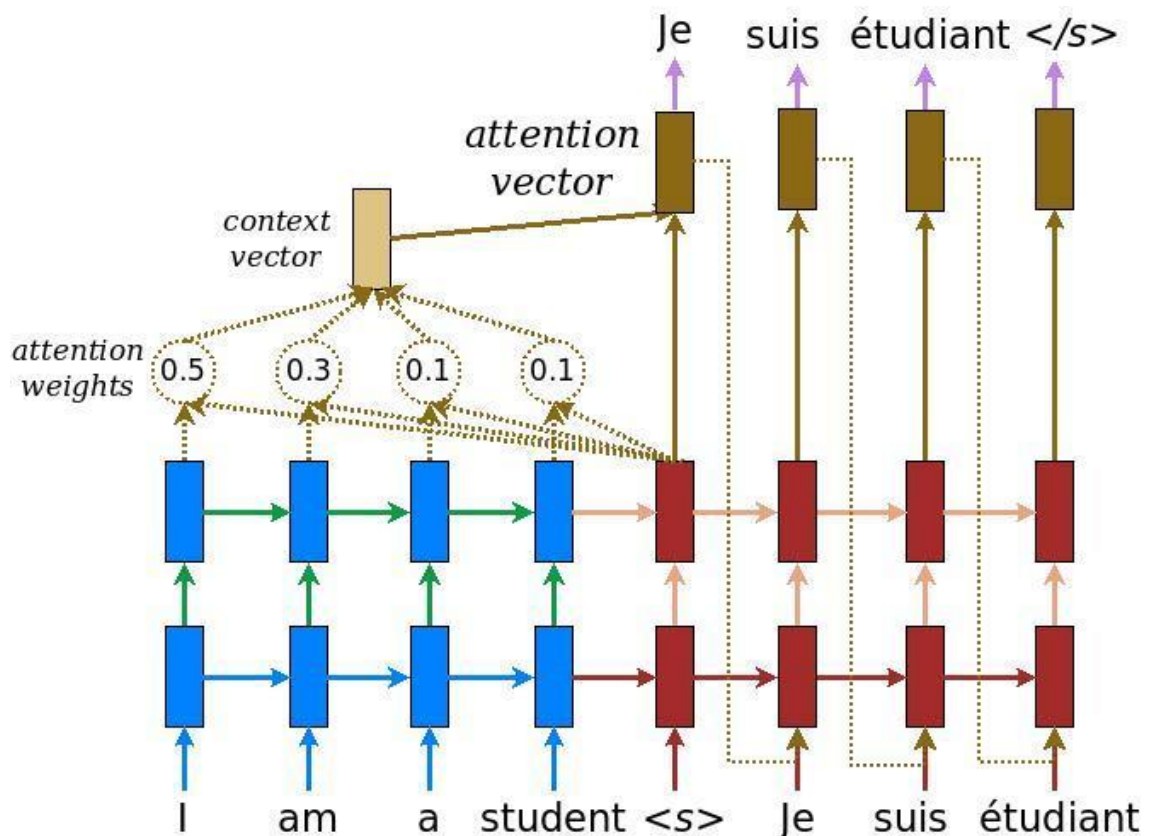 Je suis étudiant </s>
attention
vector
context
vector
attention
weights
0.5 0.3 0.1 0.1
I am a student <s> Je suis étudiant